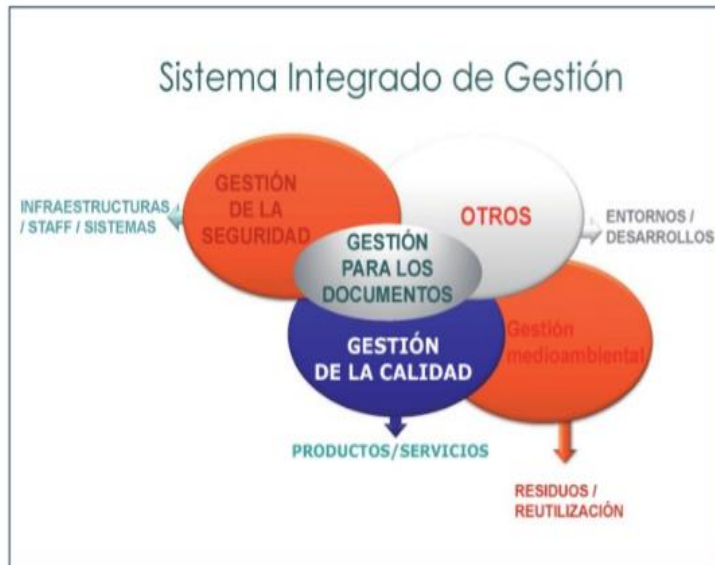 Sistema Integrado de Gestión
INFRAESTRUCTURAS
/ STAFF / SISTEMAS
GESTIÓN
DE LA
SEGURIDAD
OTROS
ENTORNOS /
DESARROLLOS
GESTIÓN
PARA LOS
DOCUMENTOS
GESTIÓN
DE LA CALIDAD
Gestión
medioambiental
PRODUCTOS/SERVICIOS
RESIDUOS /
REUTILIZACIÓN